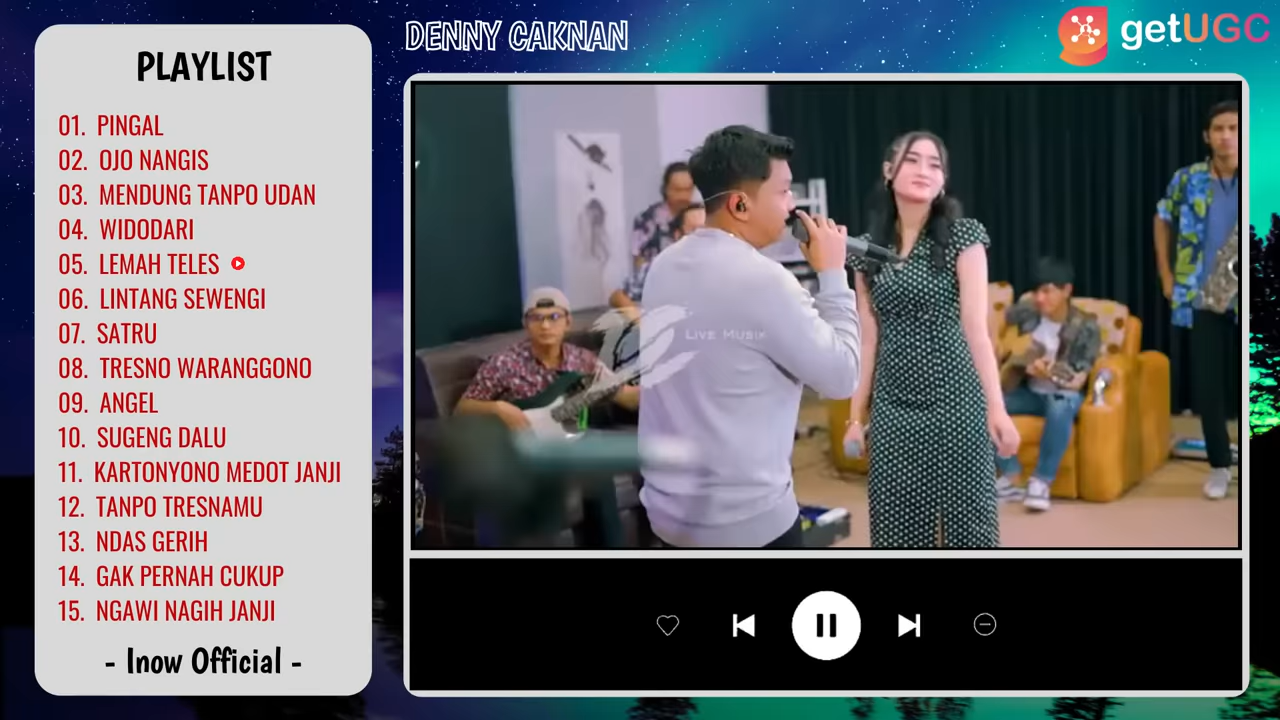 DENNY CAKNAN
getUGC
PLAYLIST
01. PINGAL
02. OJO NANGIS
03. MENDUNG TANPO UDAN
04. WIDODARI
05. LEMAH TELES
06. LINTANG SEWENGI
07. SATRU
08. TRESNO WARANGGONO
09. ANGEL
10. SUGENG DALU
11. KARTONYONO MEDOT JANJI
12. TANPO TRESNAMU
13. NDAS GERIH
14. GAK PERNAH CUKUP
15. NGAWI NAGIH JANJI
- Inow Official -
LIVE MUSIK